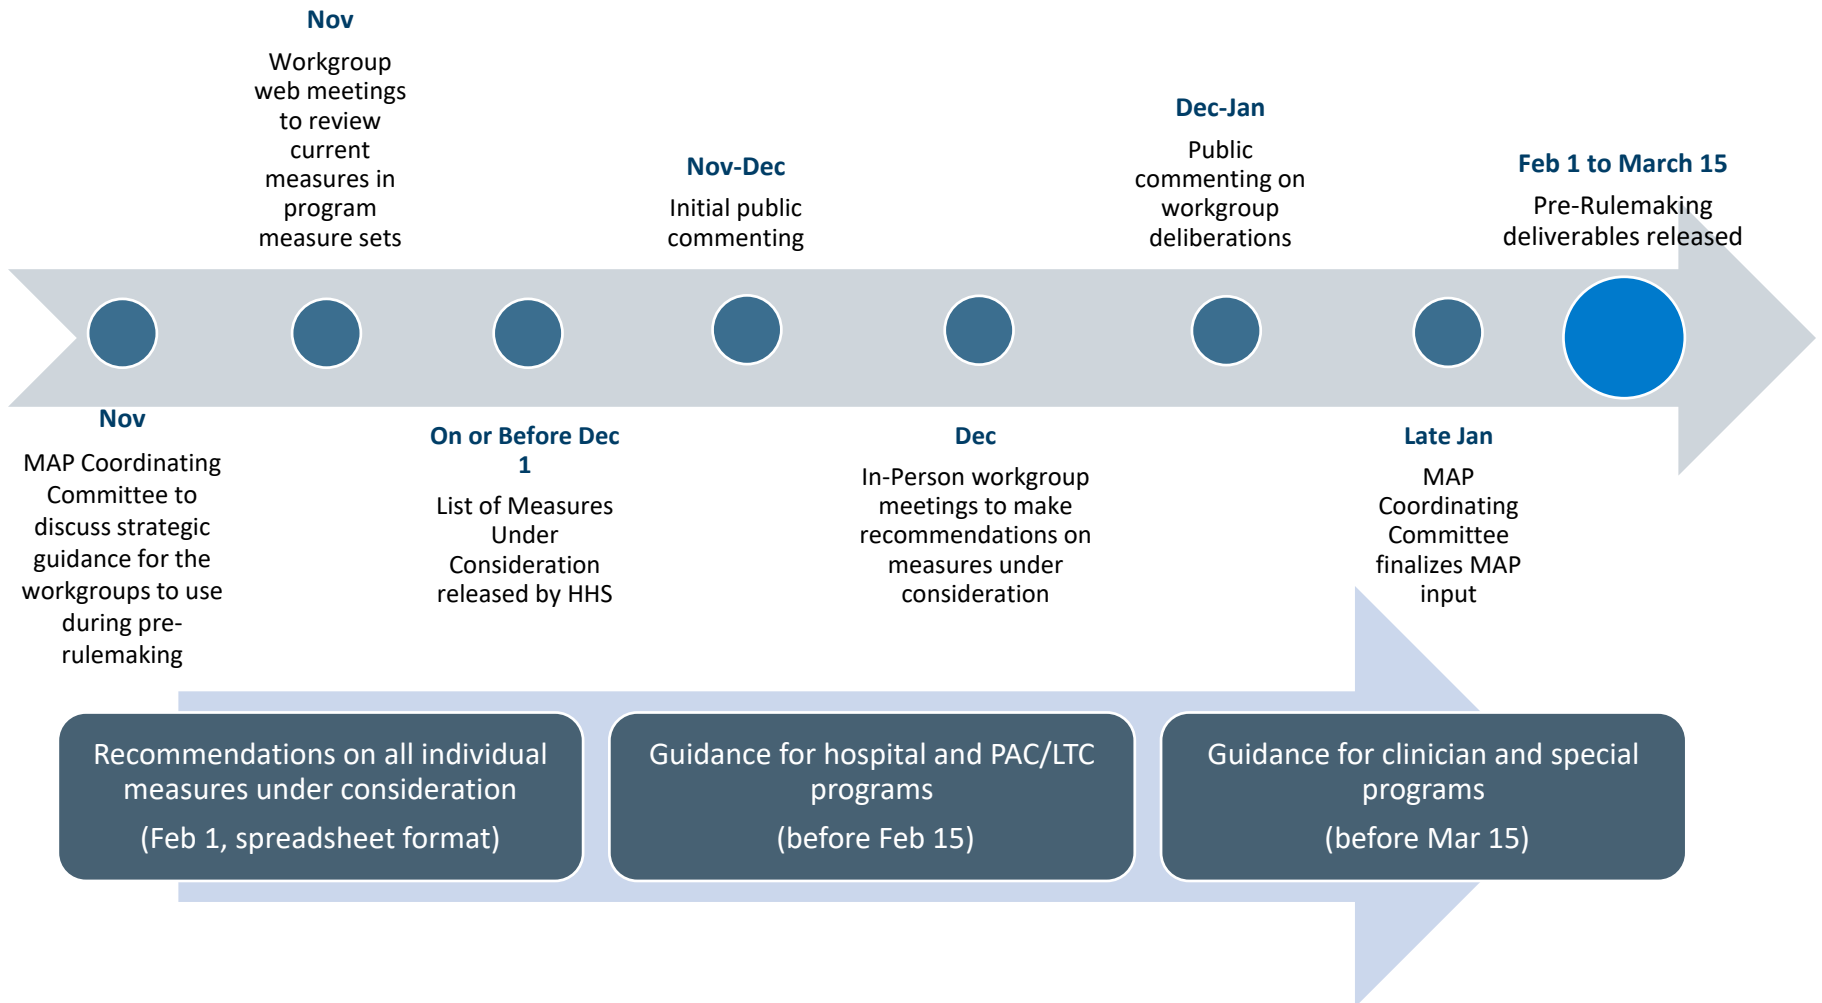 Nov
Workgroup
web meetings
to review
current
measures in
program
measure sets
Nov-Dec
Initial public
commenting
Dec-Jan
Public
commenting on
workgroup
deliberations
Feb 1 to March 15
Pre-Rulemaking
deliverables released
Nov
MAP Coordinating
Committee to
discuss strategic
guidance for the
workgroups to use
during pre-
rulemaking
On or Before Dec
1
List of Measures
Under
Consideration
released by HHS
Dec
In-Person workgroup
meetings to make
recommendations on
measures under
consideration
Late Jan
MAP
Coordinating
Committee
finalizes MAP
input
Recommendations on all individual
measures under consideration
(Feb 1, spreadsheet format)
Guidance for hospital and PAC/LTC
programs
(before Feb 15)
Guidance for clinician and special
programs
(before Mar 15)